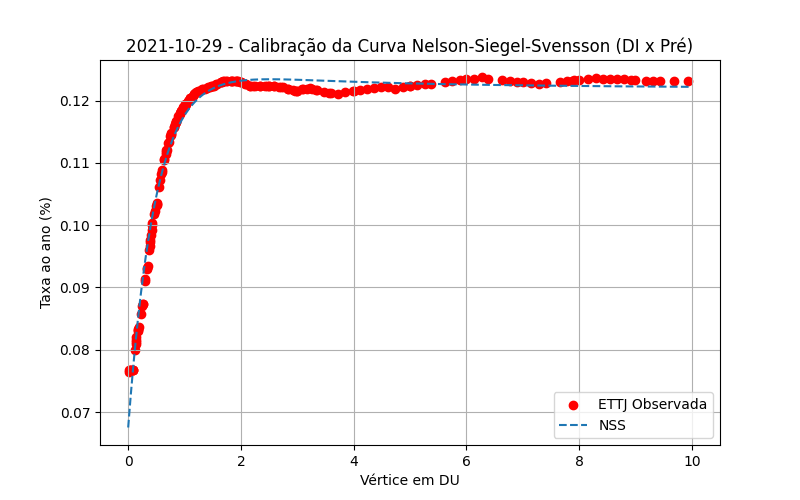 2021-10-29 - Calibração da Curva Nelson-Siegel-Svensson (DI x Pré)
Taxa ao ano (%)
0.12
0.11
0.10
0.09
0.08
0.07
ETTJ Observada
NSS
0 2 4 6 8 10
Vértice em DU